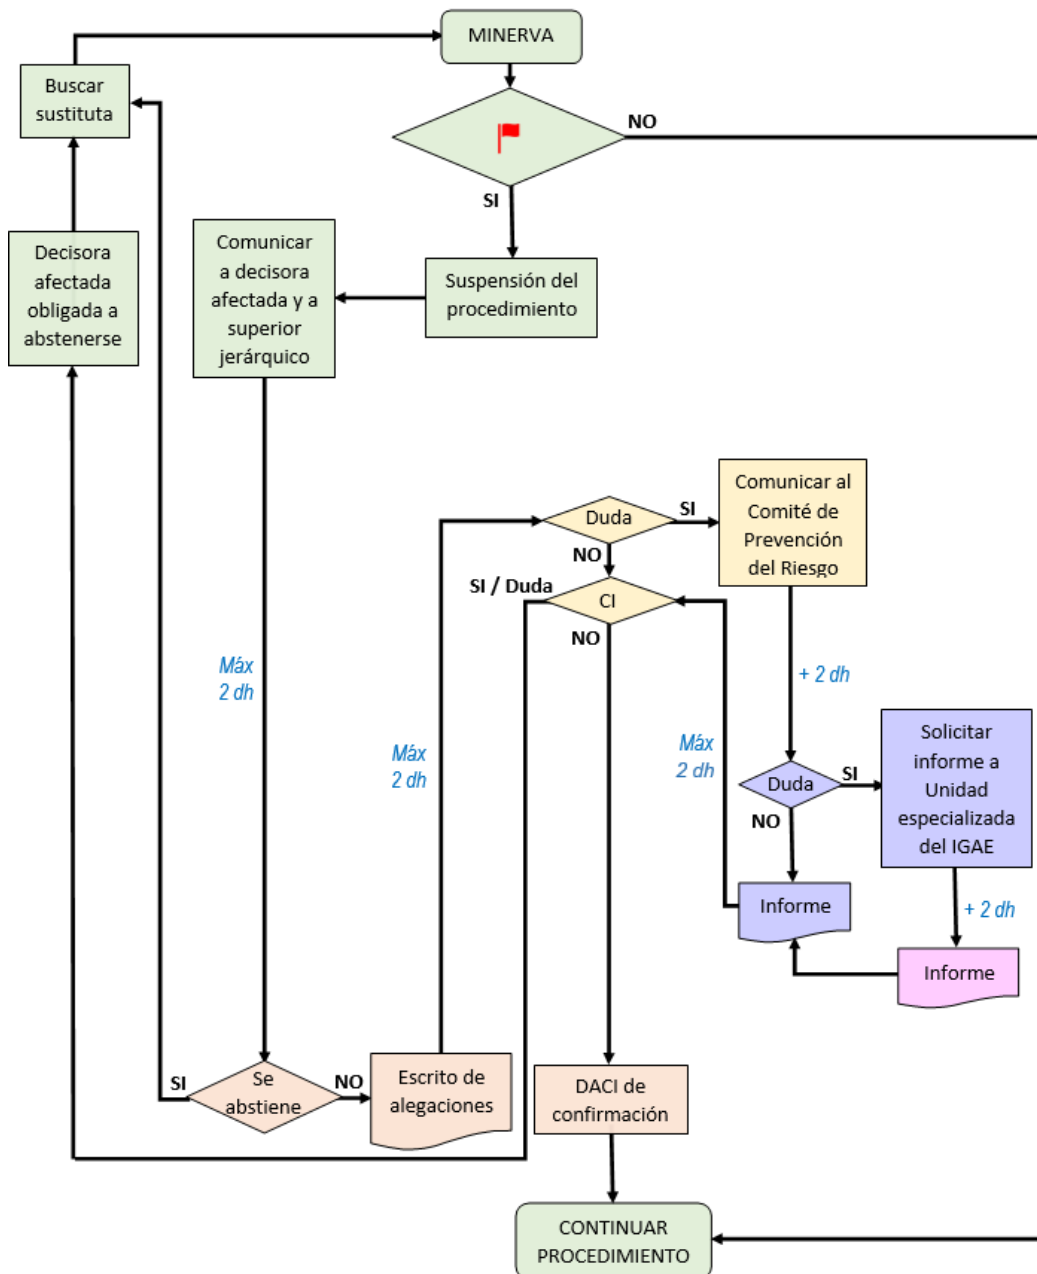 MINERVA
Buscar
sustituta
NO
SI
Decisora
afectada
obligada a
abstenerse
Comunicar
a decisora
afectada y a
superior
jerárquico
Suspensión del
procedimiento
Duda
SI
Comunicar al
Comité de
Prevención
del Riesgo
NO
SI / Duda
CI
NO
Máx
2 dh
+ 2 dh
Máx
2 dh
Máx
2 dh
Duda
SI
Solicitar
informe a
Unidad
especializada
del IGAE
NO
Informe
+ 2 dh
Informe
SI
Se
abstiene
NO
Escrito de
alegaciones
DACI de
confirmación
CONTINUAR
PROCEDIMIENTO